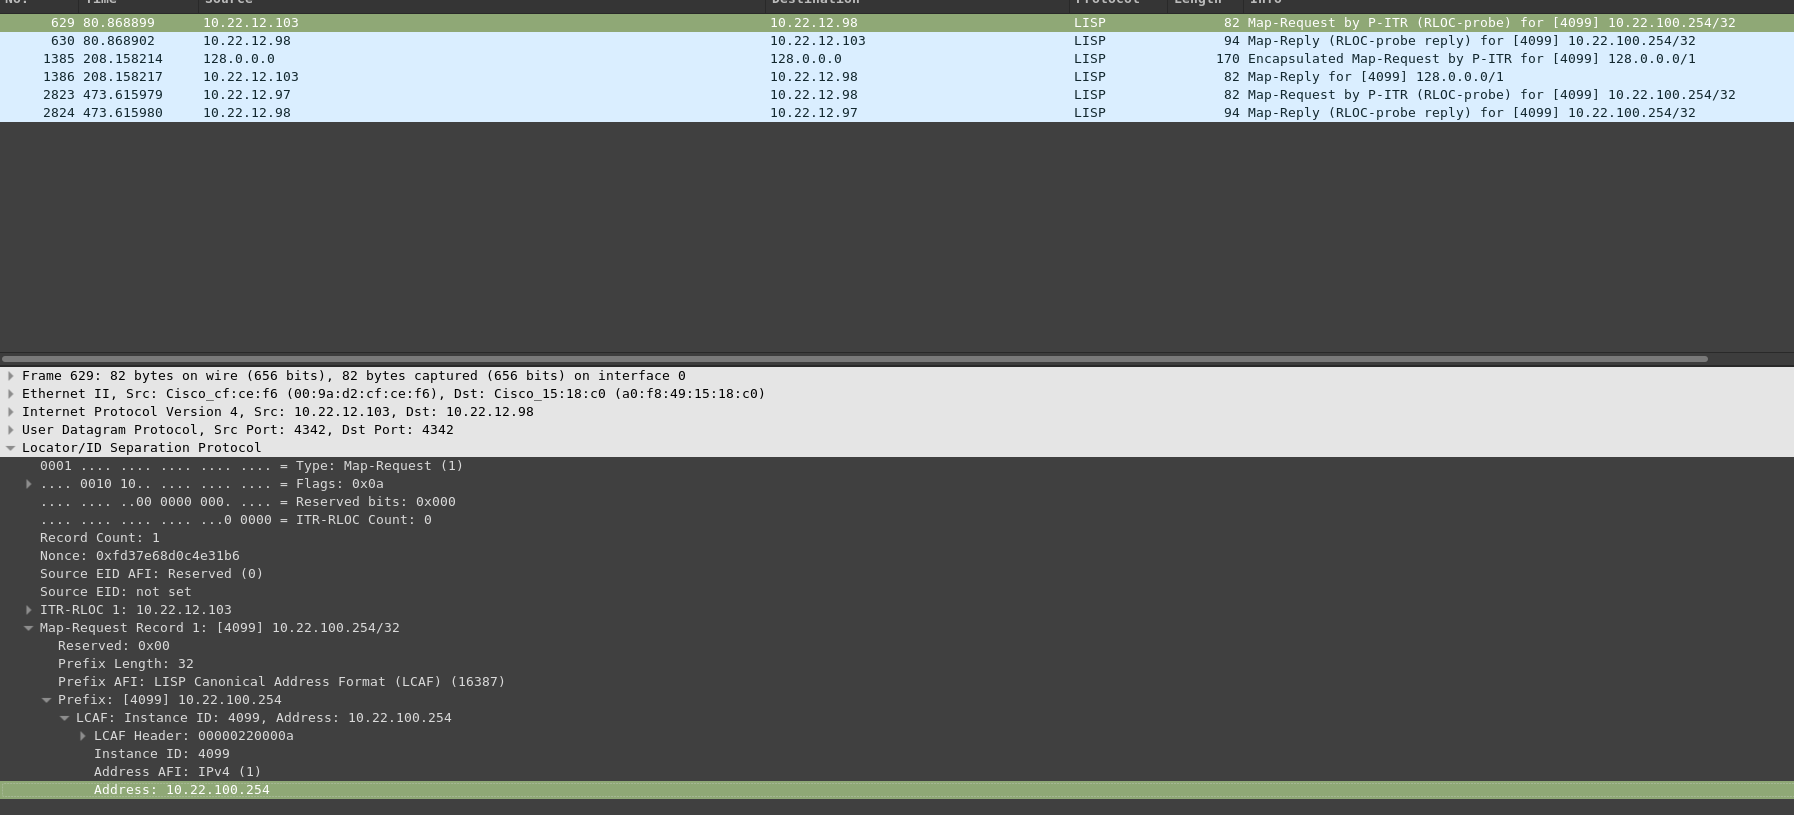 No. Time Source Destination Protocol Length Info
629 80.868899 10.22.12.103 10.22.12.98 LISP 82 Map-Request by P-ITR (RLOC-probe) for [4099] 10.22.100.254/32
630 80.868902 10.22.12.98 10.22.12.103 LISP 94 Map-Reply (RLOC-probe reply) for [4099] 10.22.100.254/32
1385 208.158214 128.0.0.0 128.0.0.0 LISP 170 Encapsulated Map-Request by P-ITR for [4099] 128.0.0.0/1
1386 208.158217 10.22.12.103 10.22.12.98 LISP 82 Map-Reply for [4099] 128.0.0.0/1
2823 473.615979 10.22.12.97 10.22.12.98 LISP 82 Map-Request by P-ITR (RLOC-probe) for [4099] 10.22.100.254/32
2824 473.615980 10.22.12.98 10.22.12.97 LISP 94 Map-Reply (RLOC-probe reply) for [4099] 10.22.100.254/32
Frame 629: 82 bytes on wire (656 bits), 82 bytes captured (656 bits) on interface 0
Ethernet II, Src: Cisco_cf:ce:f6 (00:9a:d2:cf:ce:f6), Dst: Cisco_15:18:c0 (a0:f8:49:15:18:c0)
Internet Protocol Version 4, Src: 10.22.12.103, Dst: 10.22.12.98
User Datagram Protocol, Src Port: 4342, Dst Port: 4342
Locator/ID Separation Protocol
0001 .... .... .... .... .... = Type: Map-Request (1)
.... 0010 10.. .... .... .... = Flags: 0x0a
.... .... ..00 0000 000. .... = Reserved bits: 0x000
.... .... .... .... ...0 0000 = ITR-RLOC Count: 0
Record Count: 1
Nonce: 0xfd37e68d0c4e31b6
Source EID AFI: Reserved (0)
Source EID: not set
ITR-RLOC 1: 10.22.12.103
Map-Request Record 1: [4099] 10.22.100.254/32
Reserved: 0x00
Prefix Length: 32
Prefix AFI: LISP Canonical Address Format (LCAF) (16387)
Prefix: [4099] 10.22.100.254
LCAF: Instance ID: 4099, Address: 10.22.100.254
LCAF Header: 00000220000a
Instance ID: 4099
Address AFI: IPv4 (1)
Address: 10.22.100.254